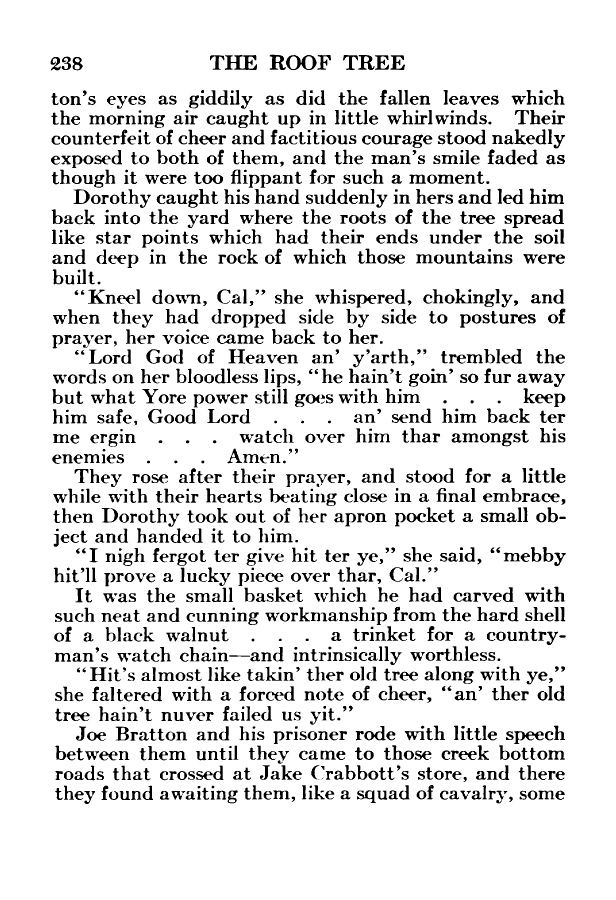 238 THE ROOF TREE
ton's eyes as giddily as did the fallen leaves which
the morning air caught up in little whirlwinds. Their
counterfeit of cheer and factitious courage stood nakedly
exposed to both of them, and the man's smile faded as
though it were too flippant for such a moment.
Dorothy caught his hand suddenly in hers and led him
back into the yard where the roots of the tree spread
like star points which had their ends under the soil
and deep in the rock of which those mountains were
built.
"Kneel down, Cal," she whispered, chokingly, and
when they had dropped side by side to postures of
prayer, her voice came back to her.
"Lord God of Heaven an' y'arth," trembled the
words on her bloodless lips, "he hain't goin' so fur away
but what Yore power still goes with him . . . keep
him safe, Good Lord . . . an' send him back ter
me ergin . . . watch over him thar amongst his
enemies . . . Amen."
They rose after their prayer, and stood for a little
while with their hearts beating close in a final embrace,
then Dorothy took out of her apron pocket a small ob-
ject and handed it to him.
"I nigh fergot ter give hit ter ye," she said, "mebby
hit'll prove a lucky piece over thar, Cal."
It was the small basket which he had carved with
such neat and cunning workmanship from the hard shell
of a black walnut . . . a trinket for a country-
man's watch chain—and intrinsically worthless.
"Hit's almost like takin' ther old tree along with ye,"
she faltered with a forced note of cheer, "an' ther old
tree hain't nuver failed us yit."
Joe Bratton and his prisoner rode with little speech
between them until they came to those creek bottom
roads that crossed at Jake Crabbott's store, and there
they found awaiting them, like a squad of cavalry, some